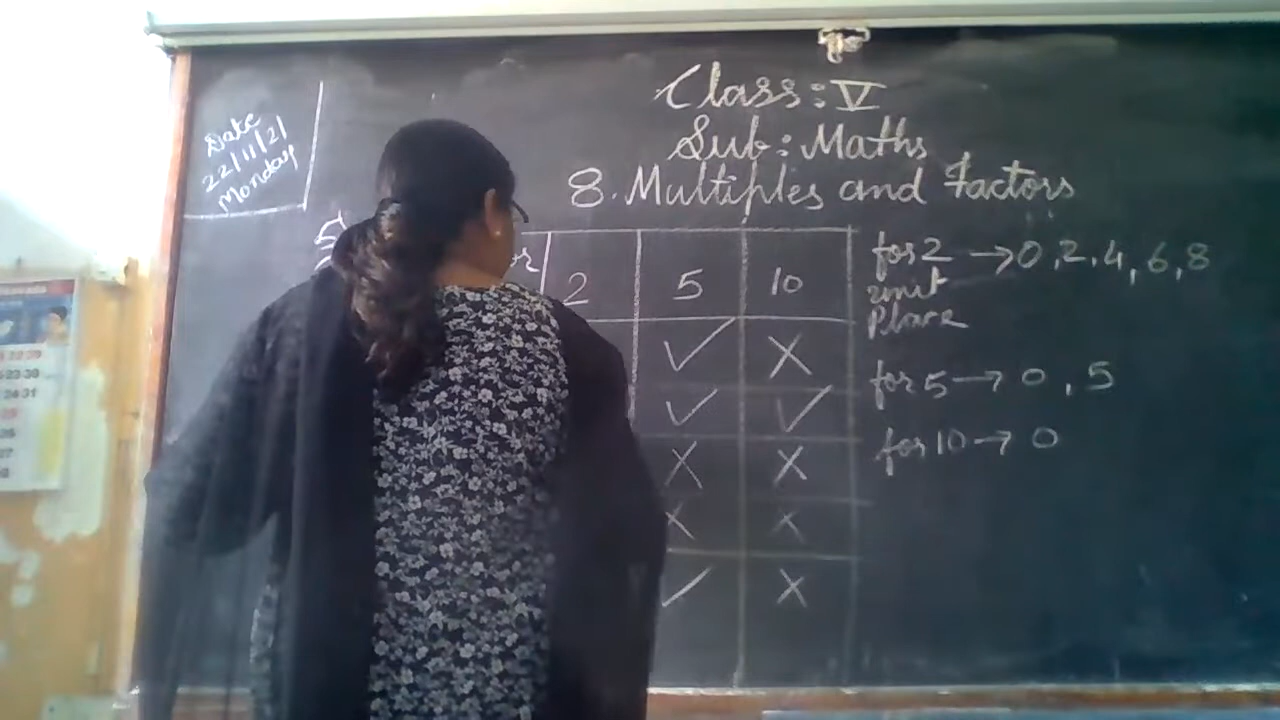 Date
22/11/21
Monday
Class : V
Sub : Maths
8. Multiples and Factors
2 5 10
✓ X
✓ ✓
X X
X X
✓ X
for 2 → 0, 2, 4, 6, 8
unit
place
for 5 → 0, 5
for 10 → 0